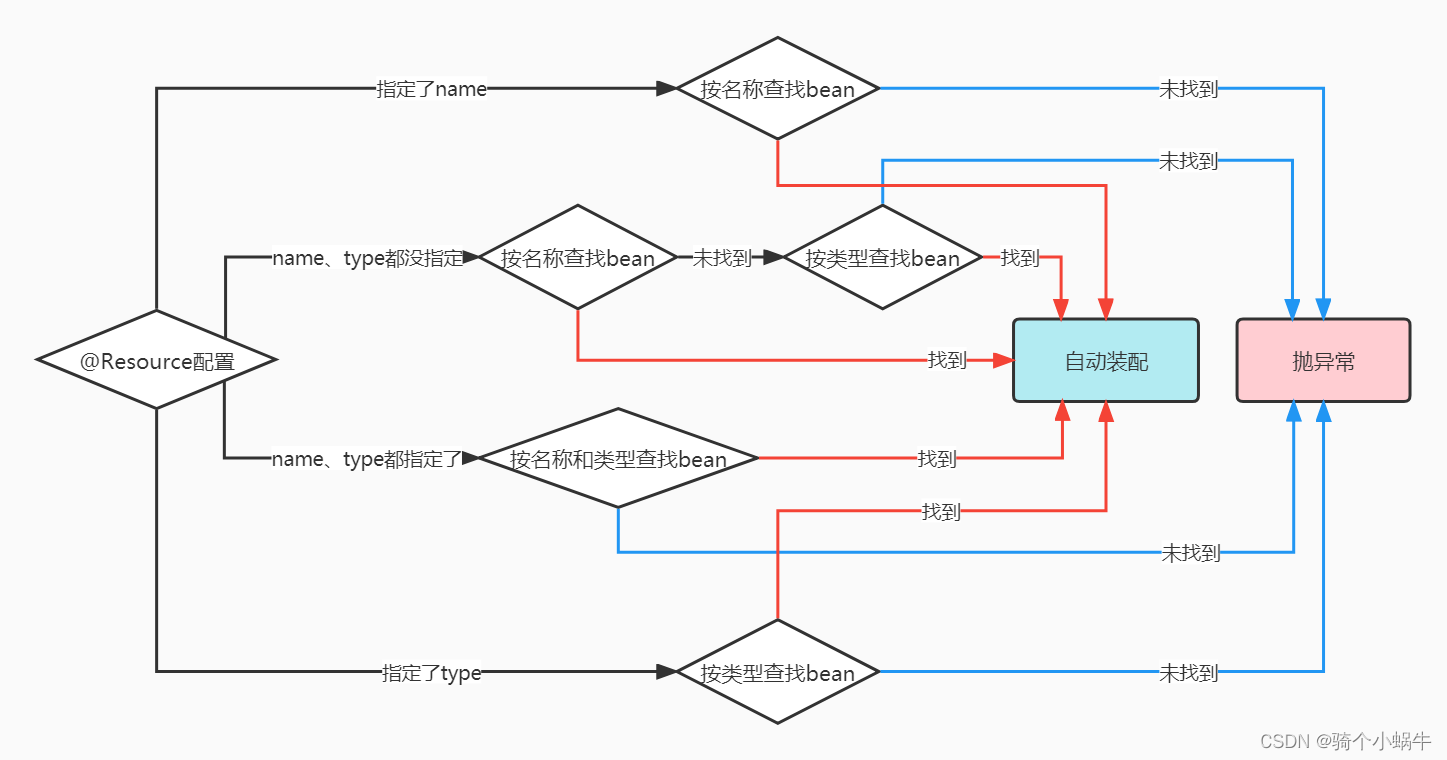 指定了name
按名称查找bean
未找到
未找到
name、type都没指定
按名称查找bean
未找到
按类型查找bean
找到
@Resource配置
找到
自动装配
抛异常
name、type都指定了
按名称和类型查找bean
找到
找到
未找到
指定了type
按类型查找bean
未找到
CSDN @骑个小蜗牛